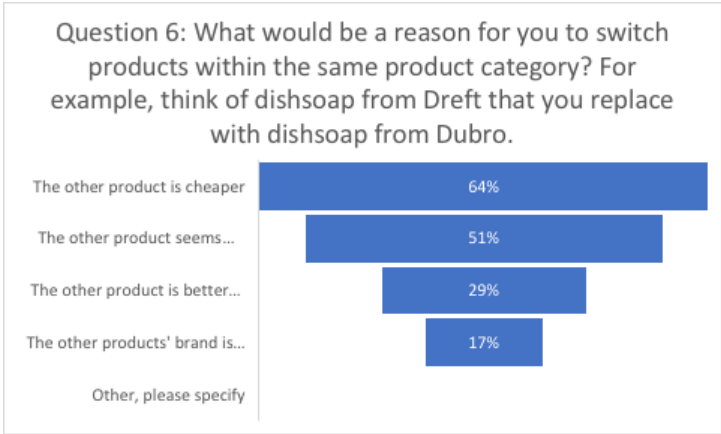 Question 6: What would be a reason for you to switch
products within the same product category? For
example, think of dishsoap from Dreft that you replace
with dishsoap from Dubro.
The other product is cheaper
64%
The other product seems...
51%
The other product is better...
29%
The other products' brand is...
17%
Other, please specify